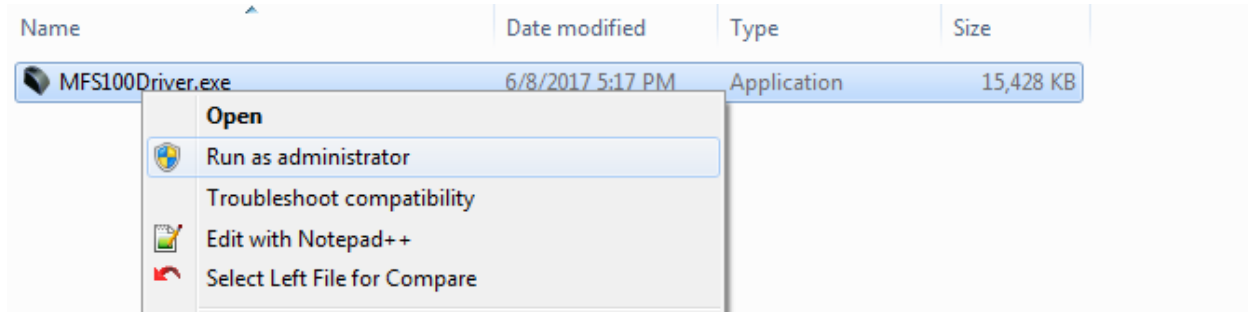 Name Date modified Type Size
MFS100Driver.exe 6/8/2017 5:17 PM Application 15,428 KB
Open
Run as administrator
Troubleshoot compatibility
Edit with Notepad++
Select Left File for Compare